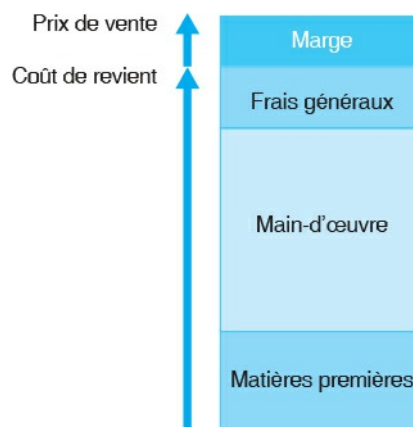 Prix de vente
Marge
Coût de revient
Frais généraux
Main-d'œuvre
Matières premières